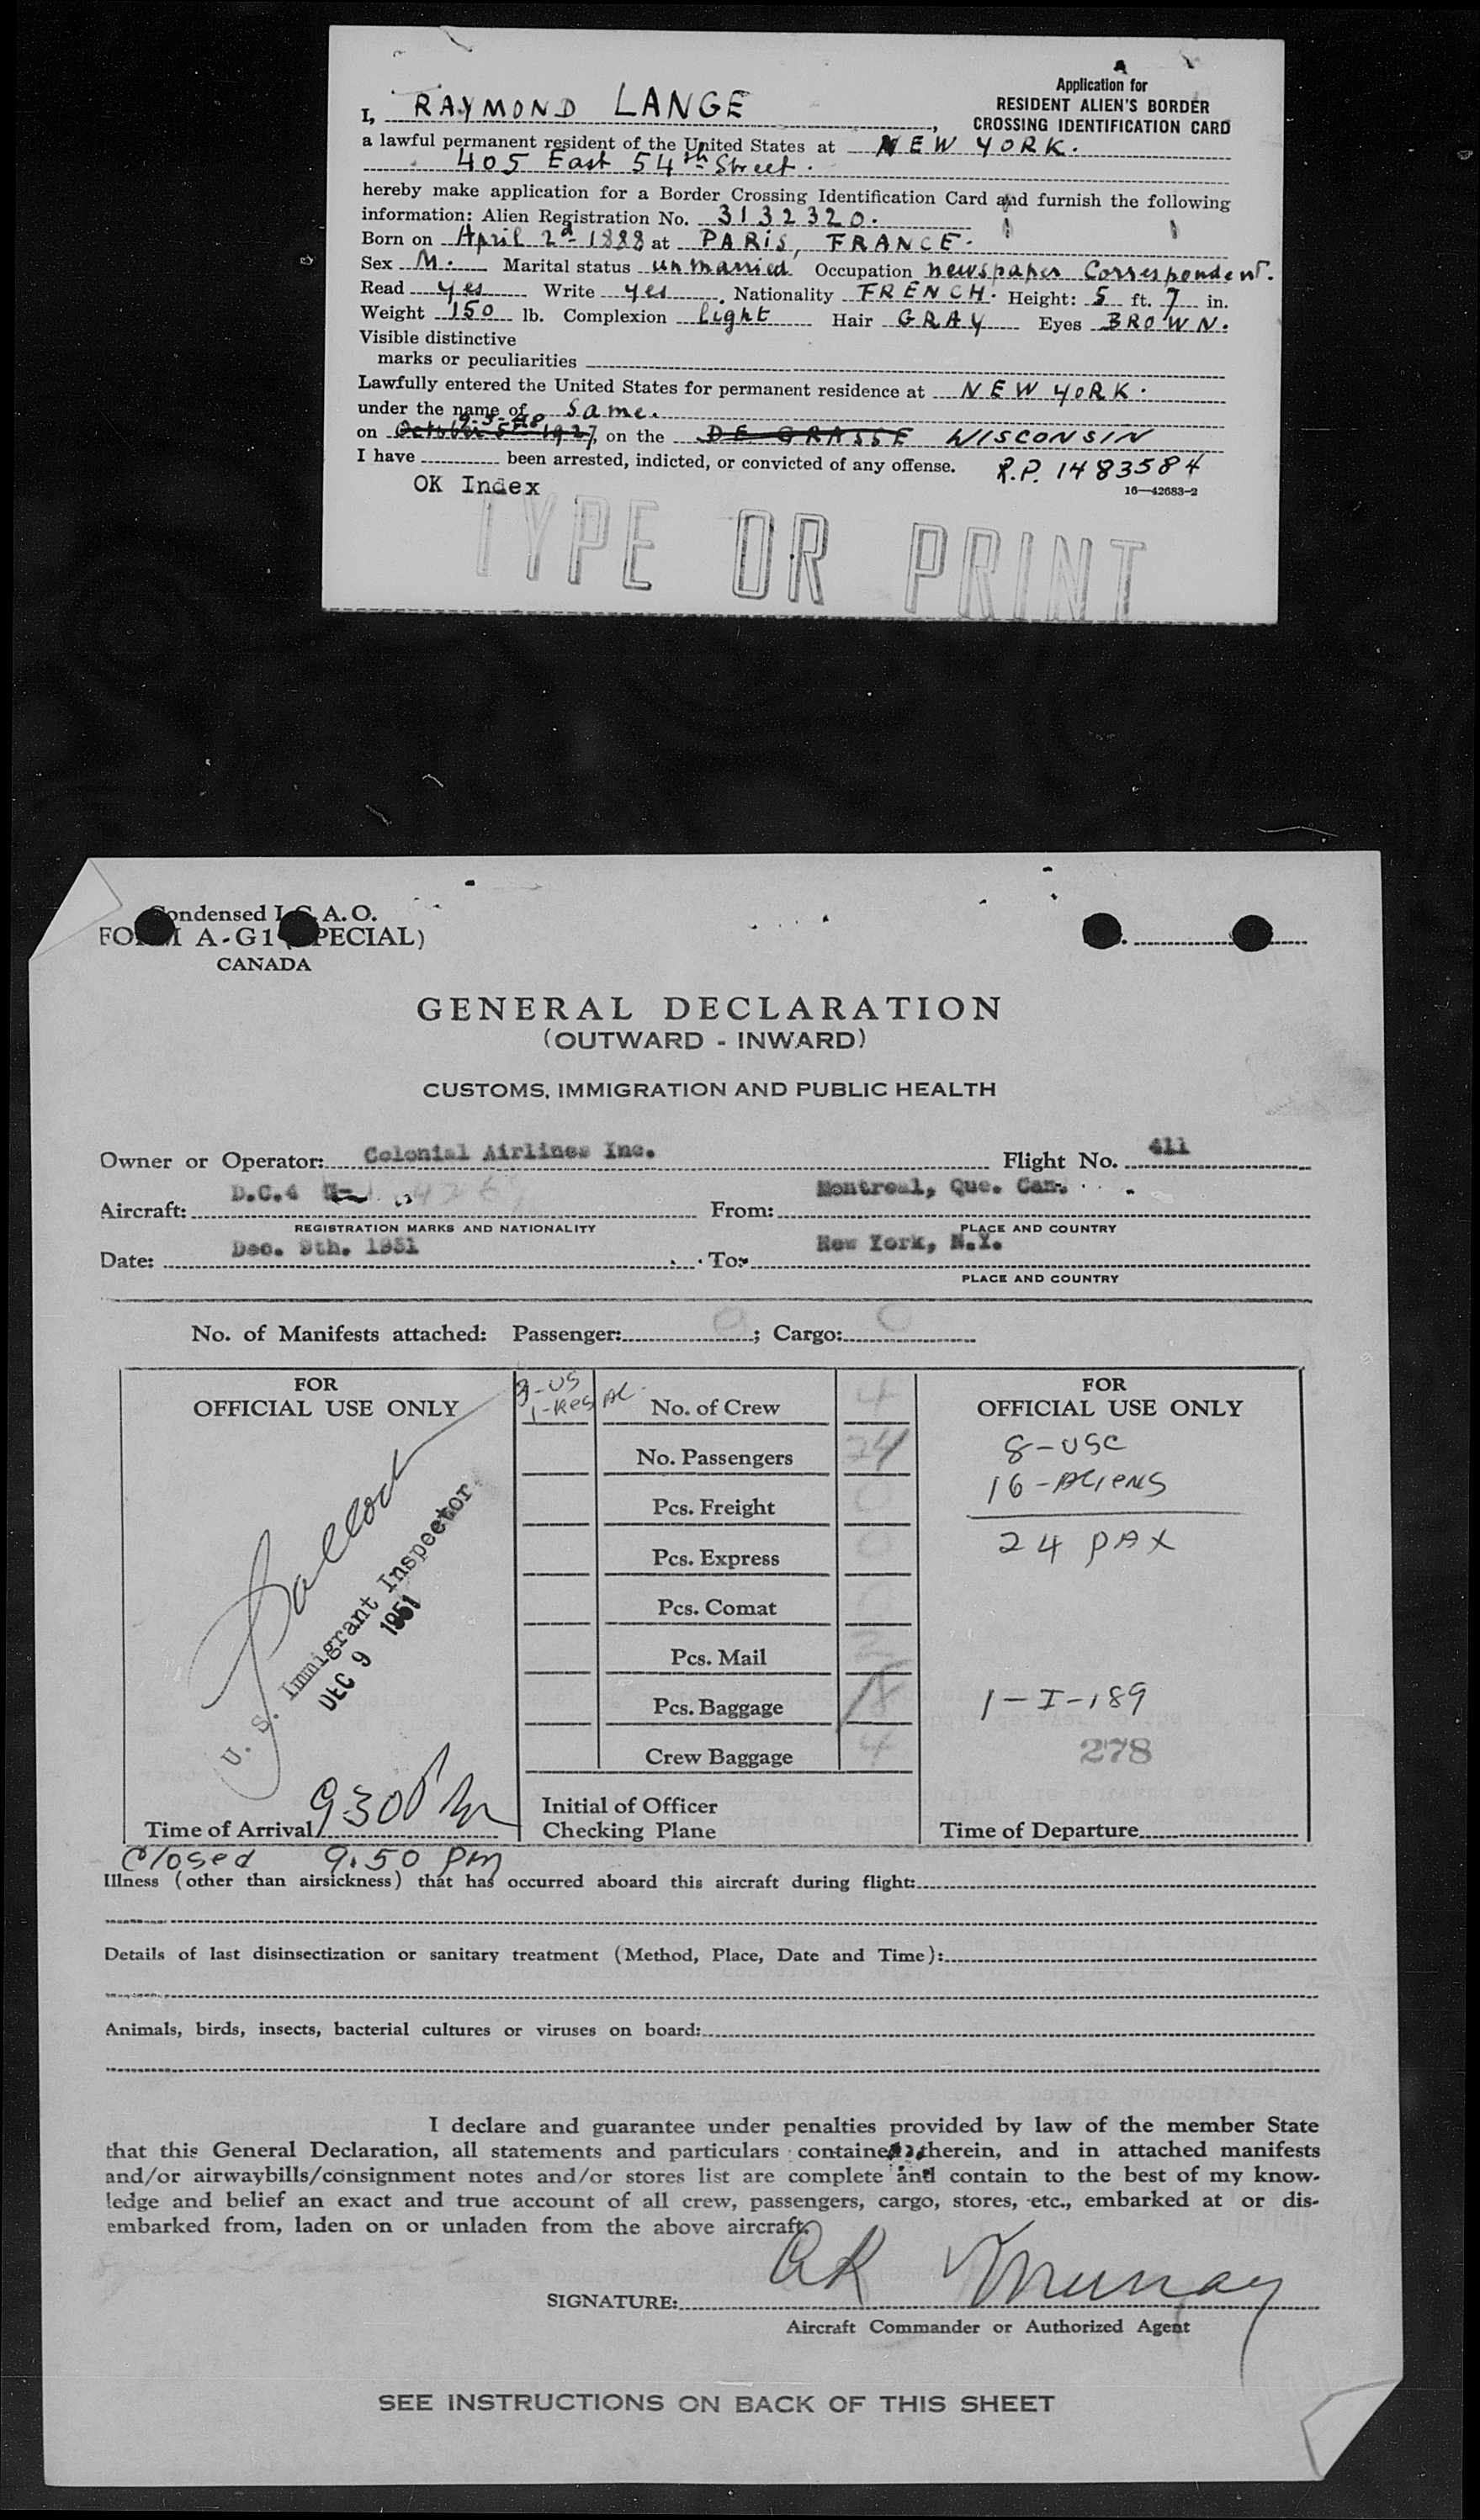 Application for
RESIDENT ALIEN'S BORDER
CROSSING IDENTIFICATION CARD
I, RAYMOND LANGE,
a lawful permanent resident of the United States at NEW YORK.
405 East 54th Street.
hereby make application for a Border Crossing Identification Card and furnish the following
information: Alien Registration No. 3132320.
Born on April 2d 1888 at PARIS, FRANCE.
Sex M. Marital status unmarried Occupation newspaper Correspondent.
Read yes Write yes. Nationality FRENCH. Height: 5 ft. 7 in.
Weight 150 lb. Complexion light Hair GRAY Eyes BROWN.
Visible distinctive
marks or peculiarities
Lawfully entered the United States for permanent residence at NEW YORK.
under the name of Same.
on October 5th 1927, on the DE GRASSE WISCONSIN
I have been arrested, indicted, or convicted of any offense. R.P. 1483584
OK Index
16—42683-2
TYPE OR PRINT
Condensed I.C.A.O.
FORM A-G1 (SPECIAL)
CANADA
GENERAL DECLARATION
(OUTWARD - INWARD)
CUSTOMS, IMMIGRATION AND PUBLIC HEALTH
Owner or Operator: Colonial Airlines Inc. Flight No. 411
Aircraft: D.C.4 N- From: Montreal, Que. Can.
REGISTRATION MARKS AND NATIONALITY PLACE AND COUNTRY
Date: Dec. 9th. 1951 To: New York, N.Y.
PLACE AND COUNTRY
No. of Manifests attached: Passenger: ; Cargo:
FOR
OFFICIAL USE ONLY
3-US
1-Res Al.
No. of Crew 4
No. Passengers 24
Pcs. Freight 0
Pcs. Express 0
Pcs. Comat 0
Pcs. Mail
Pcs. Baggage 18
Crew Baggage 4
FOR
OFFICIAL USE ONLY
8-USC
16-ALIENS
24 PAX
1-I-189
278
U. S. Immigrant Inspector
DEC 9 1951
Time of Arrival 930P
Initial of Officer
Checking Plane
Time of Departure
Closed 9.50 pm
Illness (other than airsickness) that has occurred aboard this aircraft during flight:
Details of last disinsectization or sanitary treatment (Method, Place, Date and Time):
Animals, birds, insects, bacterial cultures or viruses on board:
I declare and guarantee under penalties provided by law of the member State
that this General Declaration, all statements and particulars contained therein, and in attached manifests
and/or airwaybills/consignment notes and/or stores list are complete and contain to the best of my know-
ledge and belief an exact and true account of all crew, passengers, cargo, stores, etc., embarked at or dis-
embarked from, laden on or unladen from the above aircraft.
SIGNATURE: Murray
Aircraft Commander or Authorized Agent
SEE INSTRUCTIONS ON BACK OF THIS SHEET